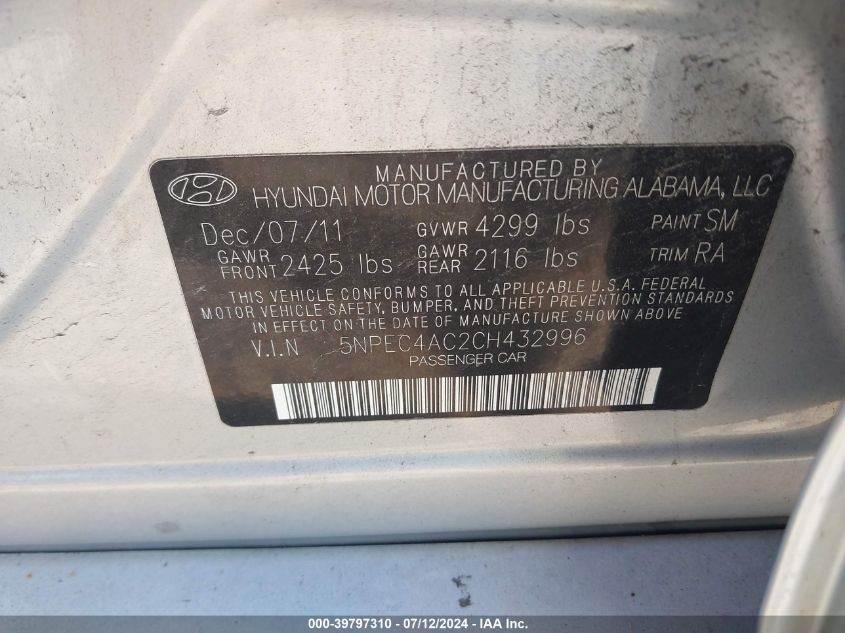 MANUFACTURED BY
HYUNDAI MOTOR MANUFACTURING ALABAMA, LLC
Dec/07/11 GVWR 4299 lbs PAINT SM
GAWR FRONT 2425 lbs GAWR REAR 2116 lbs TRIM RA
THIS VEHICLE CONFORMS TO ALL APPLICABLE U.S.A. FEDERAL
MOTOR VEHICLE SAFETY, BUMPER, AND THEFT PREVENTION STANDARDS
IN EFFECT ON THE DATE OF MANUFACTURE SHOWN ABOVE
V.I.N 5NPEC4AC2CH432996
PASSENGER CAR
000-39797310 - 07/12/2024 - IAA, Inc.